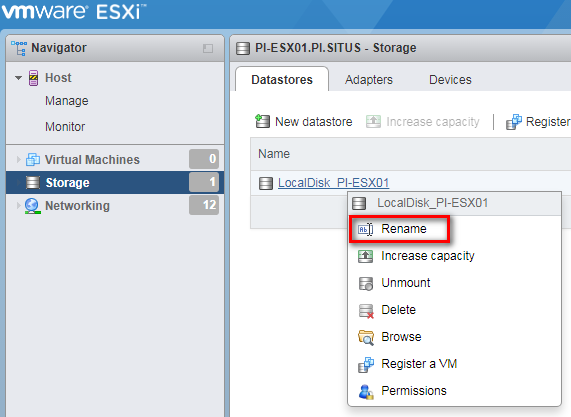 vmware ESXi™
Navigator
PI-ESX01.PI.SITUS - Storage
Host
Manage
Monitor
Virtual Machines 0
Storage 1
Networking 12
Datastores Adapters Devices
New datastore Increase capacity Register
Name
LocalDisk_PI-ESX01
LocalDisk_PI-ESX01
Rename
Increase capacity
Unmount
Delete
Browse
Register a VM
Permissions